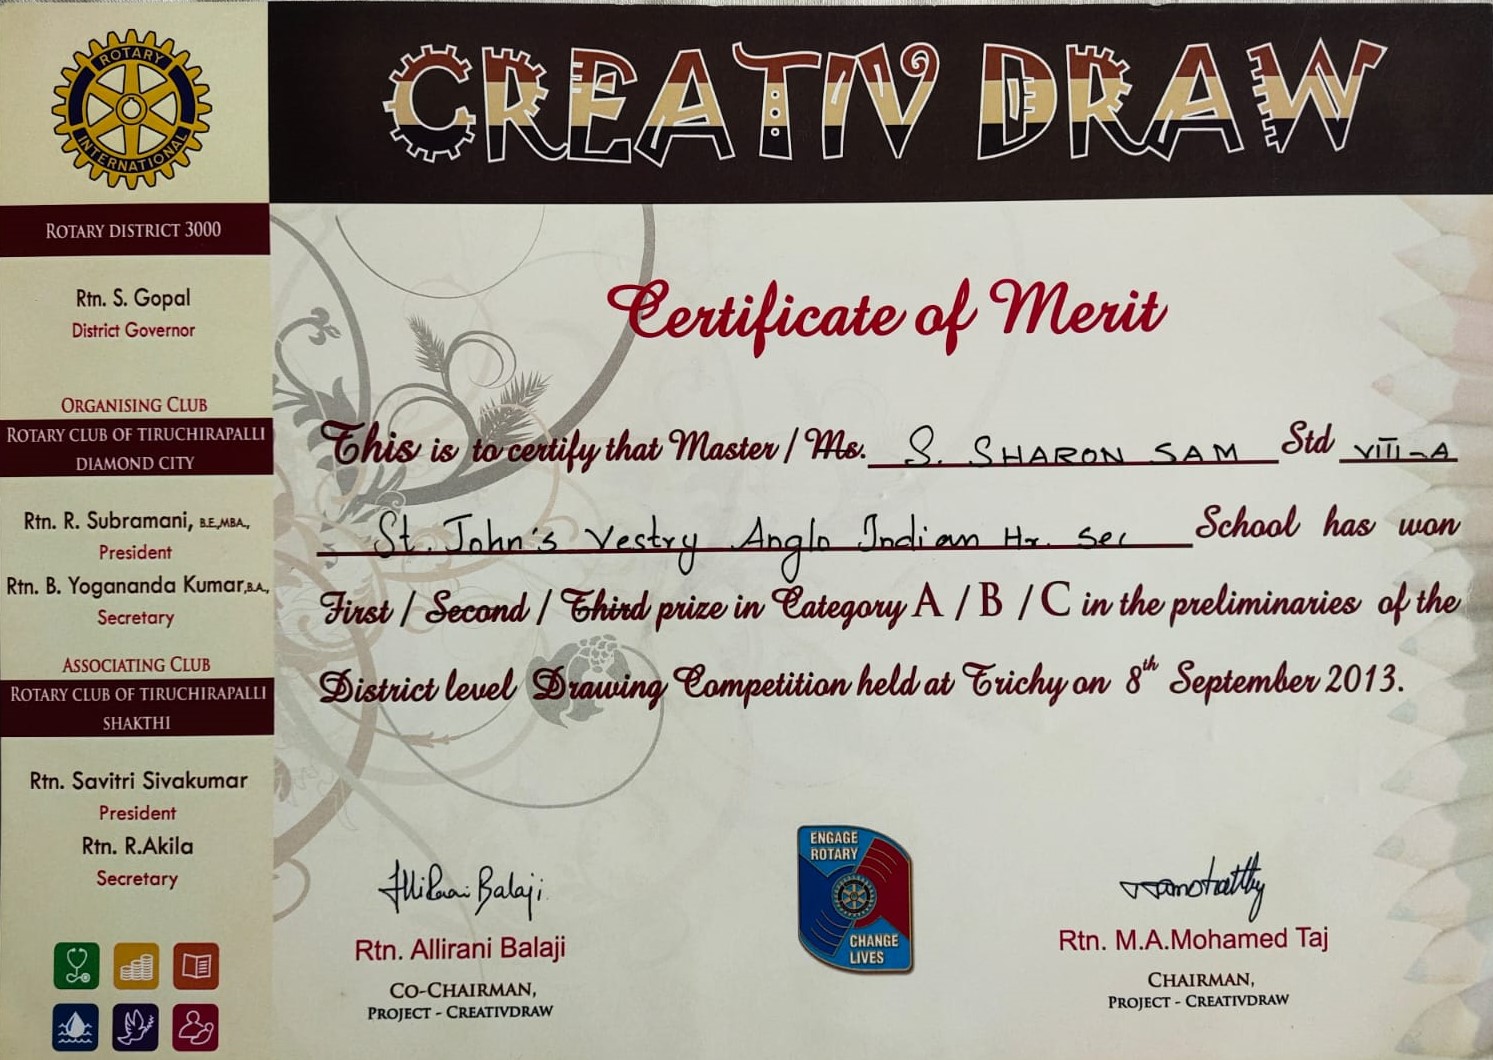 ROTARY
INTERNATIONAL
CREATIV DRAW
ROTARY DISTRICT 3000
Rtn. S. Gopal
District Governor
ORGANISING CLUB
ROTARY CLUB OF TIRUCHIRAPALLI
DIAMOND CITY
Rtn. R. Subramani, B.E.,MBA.,
President
Rtn. B. Yogananda Kumar,B.A.,
Secretary
ASSOCIATING CLUB
ROTARY CLUB OF TIRUCHIRAPALLI
SHAKTHI
Rtn. Savitri Sivakumar
President
Rtn. R.Akila
Secretary
Certificate of Merit
This is to certify that Master / Ms. S. SHARON SAM Std VIII-A
St. John's Vestry Anglo Indian Hr. Sec School has won
First / Second / Third prize in Category A / B / C in the preliminaries of the
District level Drawing Competition held at Trichy on 8th September 2013.
Allirani Balaji
Rtn. Allirani Balaji
CO-CHAIRMAN,
PROJECT - CREATIVDRAW
ENGAGE
ROTARY
CHANGE
LIVES
Rtn. M.A.Mohamed Taj
CHAIRMAN,
PROJECT - CREATIVDRAW